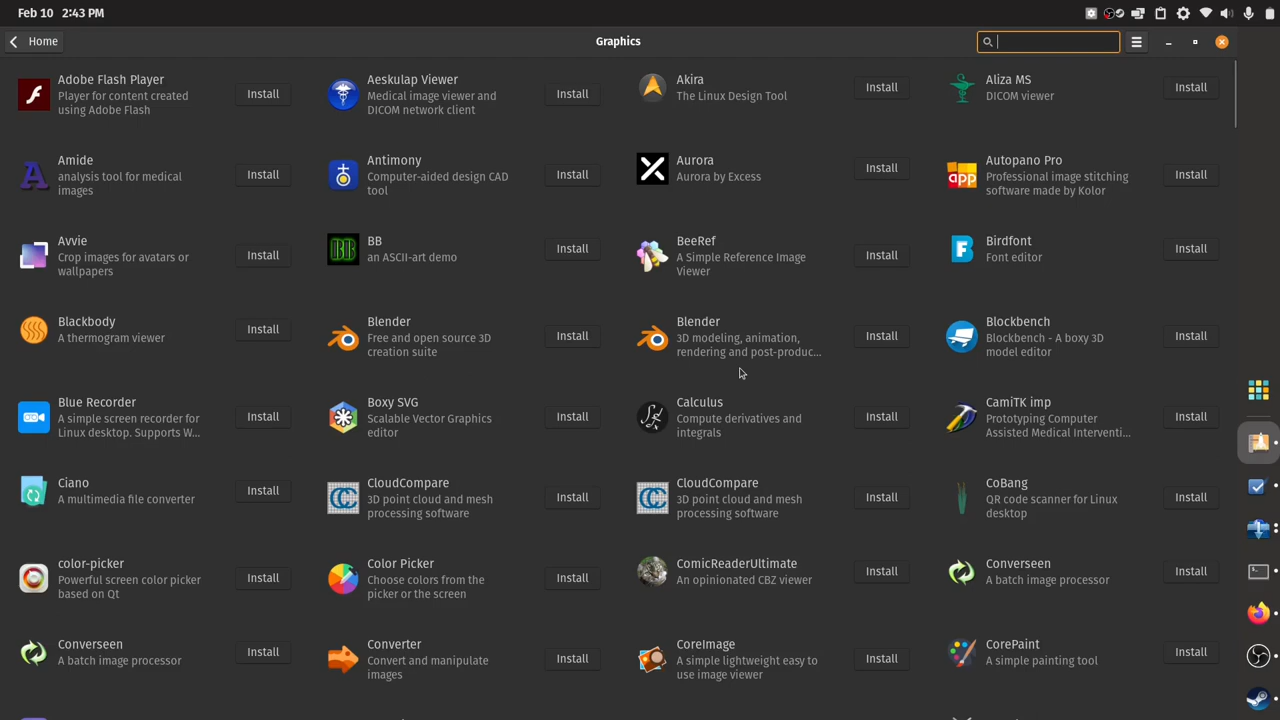 Feb 10 2:43 PM
Home
Graphics
Adobe Flash Player
Player for content created
using Adobe Flash
Install
Aeskulap Viewer
Medical image viewer and
DICOM network client
Install
Akira
The Linux Design Tool
Install
Aliza MS
DICOM viewer
Install
Amide
analysis tool for medical
images
Install
Antimony
Computer-aided design CAD
tool
Install
Aurora
Aurora by Excess
Install
app
Autopano Pro
Professional image stitching
software made by Kolor
Install
Avvie
Crop images for avatars or
wallpapers
Install
BB
BB
an ASCII-art demo
Install
BeeRef
A Simple Reference Image
Viewer
Install
Birdfont
Font editor
Install
Blackbody
A thermogram viewer
Install
Blender
Free and open source 3D
creation suite
Install
Blender
3D modeling, animation,
rendering and post-produc...
Install
Blockbench
Blockbench - A boxy 3D
model editor
Install
Blue Recorder
A simple screen recorder for
Linux desktop. Supports W...
Install
Boxy SVG
Scalable Vector Graphics
editor
Install
Calculus
Compute derivatives and
integrals
Install
CamiTK imp
Prototyping Computer
Assisted Medical Interventi...
Install
Ciano
A multimedia file converter
Install
CloudCompare
3D point cloud and mesh
processing software
Install
CloudCompare
3D point cloud and mesh
processing software
Install
CoBang
QR code scanner for Linux
desktop
Install
color-picker
Powerful screen color picker
based on Qt
Install
Color Picker
Choose colors from the
picker or the screen
Install
ComicReaderUltimate
An opinionated CBZ viewer
Install
Converseen
A batch image processor
Install
Converseen
A batch image processor
Install
Converter
Convert and manipulate
images
Install
CoreImage
A simple lightweight easy to
use image viewer
Install
CorePaint
A simple painting tool
Install